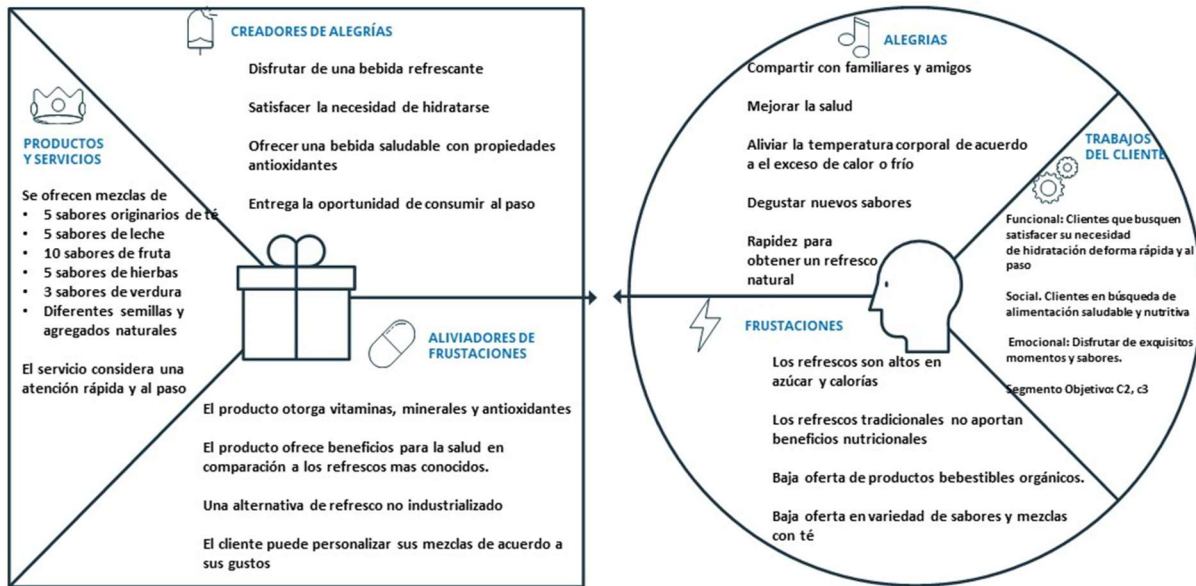 CREADORES DE ALEGRÍAS
Disfrutar de una bebida refrescante
Satisfacer la necesidad de hidratarse
Ofrecer una bebida saludable con propiedades
antioxidantes
Entrega la oportunidad de consumir al paso
PRODUCTOS
Y SERVICIOS
Se ofrecen mezclas de
• 5 sabores originarios de té
• 5 sabores de leche
• 10 sabores de fruta
• 5 sabores de hierbas
• 3 sabores de verdura
• Diferentes semillas y
agregados naturales
El servicio considera una
atención rápida y al paso
ALIVIADORES DE
FRUSTACIONES
El producto otorga vitaminas, minerales y antioxidantes
El producto ofrece beneficios para la salud en
comparación a los refrescos mas conocidos.
Una alternativa de refresco no industrializado
El cliente puede personalizar sus mezclas de acuerdo a
sus gustos
ALEGRIAS
Compartir con familiares y amigos
Mejorar la salud
Aliviar la temperatura corporal de acuerdo
a el exceso de calor o frío
Degustar nuevos sabores
Rapidez para
obtener un refresco
natural
TRABAJOS
DEL CLIENTE
Funcional: Clientes que busquen
satisfacer su necesidad
de hidratación de forma rápida y al
paso
Social. Clientes en búsqueda de
alimentación saludable y nutritiva
Emocional: Disfrutar de exquisitos
momentos y sabores.
Segmento Objetivo: C2, c3
FRUSTACIONES
Los refrescos son altos en
azúcar y calorías
Los refrescos tradicionales no aportan
beneficios nutricionales
Baja oferta de productos bebestibles orgánicos.
Baja oferta en variedad de sabores y mezclas
con té